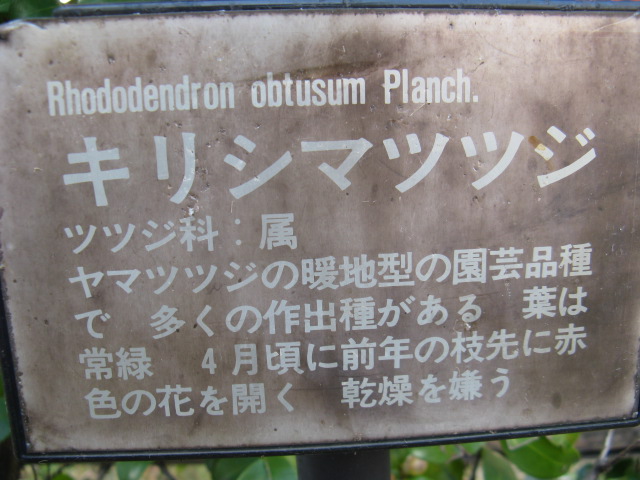 Rhododendron obtusum Planch.
キリシマツツジ
ツツジ科:属
ヤマツツジの暖地型の園芸品種
で　多くの作出種がある　葉は
常緑　4月頃に前年の枝先に赤
色の花を開く　乾燥を嫌う